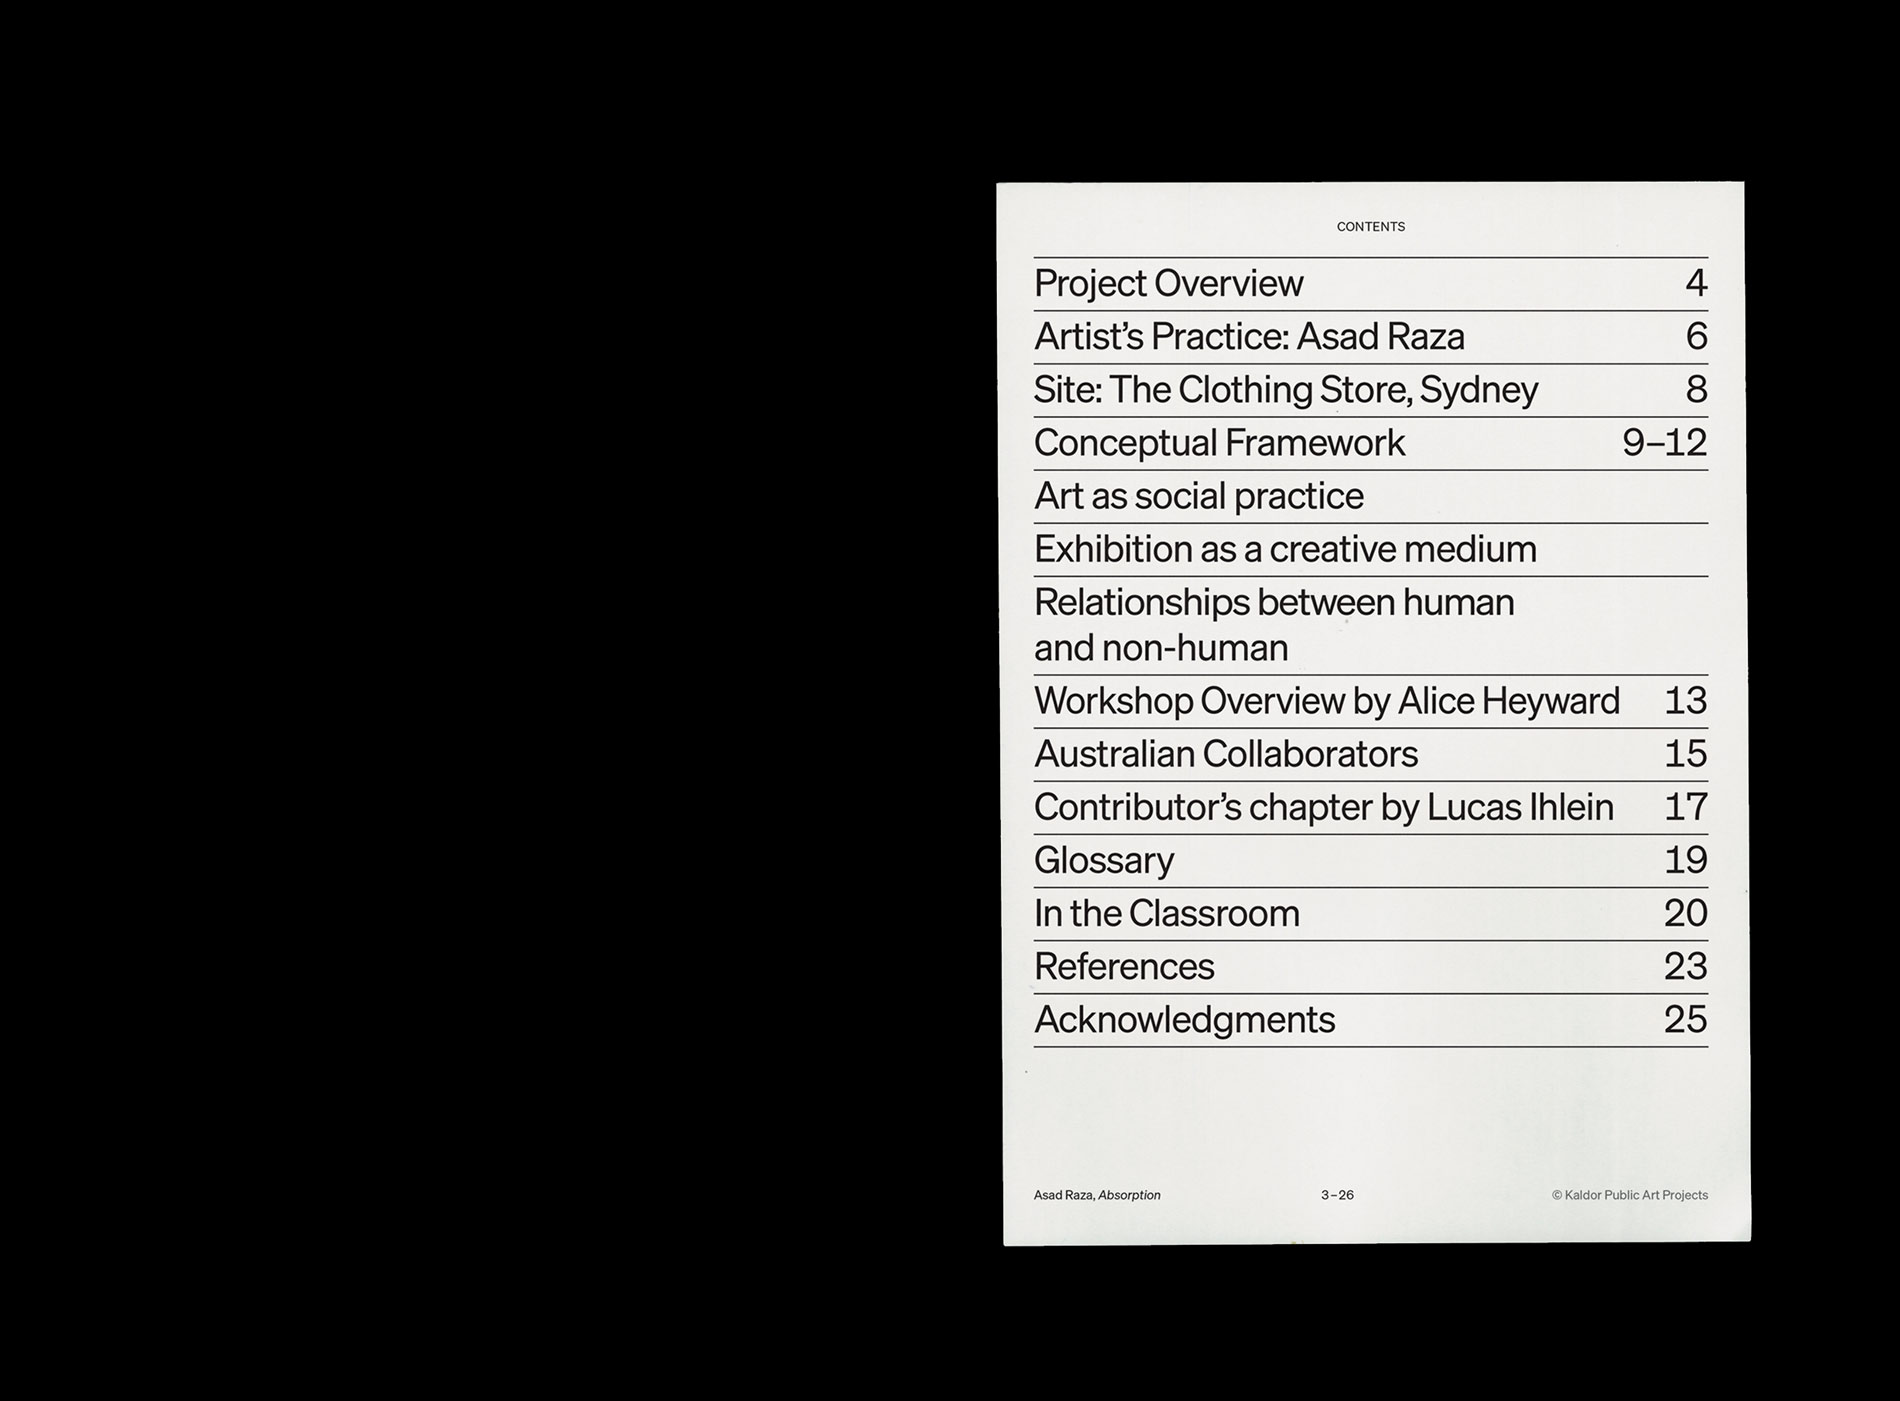 CONTENTS
Project Overview 4
Artist’s Practice: Asad Raza 6
Site: The Clothing Store, Sydney 8
Conceptual Framework 9–12
Art as social practice
Exhibition as a creative medium
Relationships between human
and non-human
Workshop Overview by Alice Heyward 13
Australian Collaborators 15
Contributor’s chapter by Lucas Ihlein 17
Glossary 19
In the Classroom 20
References 23
Acknowledgments 25
Asad Raza, Absorption 3–26 © Kaldor Public Art Projects